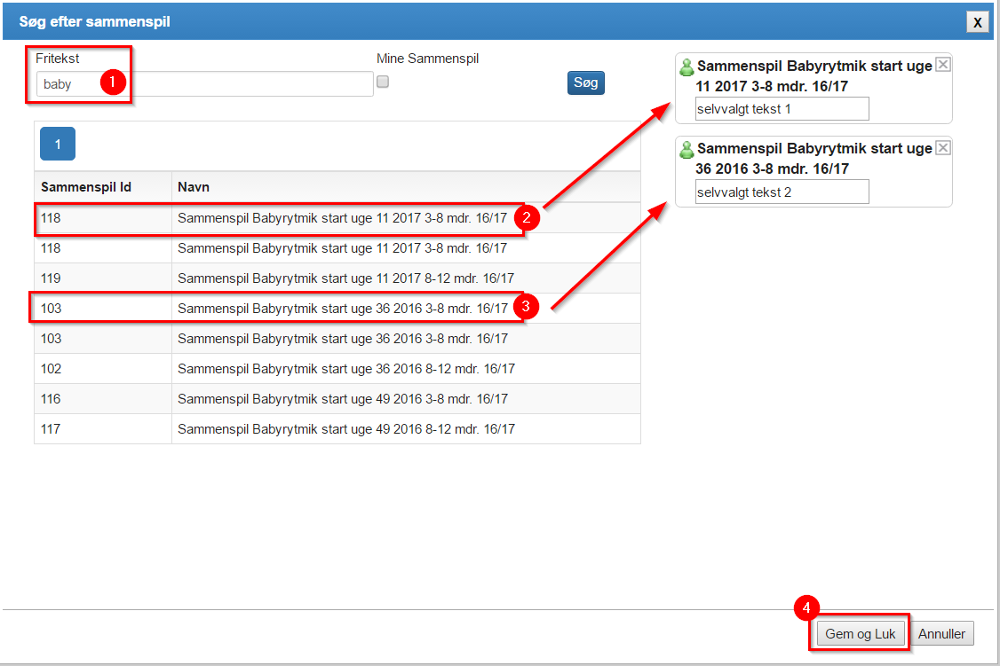 Søg efter sammenspil
X
Fritekst
Mine Sammenspil
baby
1
Søg
1
Sammenspil Id Navn
118 Sammenspil Babyrytmik start uge 11 2017 3-8 mdr. 16/17 2
118 Sammenspil Babyrytmik start uge 11 2017 3-8 mdr. 16/17
119 Sammenspil Babyrytmik start uge 11 2017 8-12 mdr. 16/17
103 Sammenspil Babyrytmik start uge 36 2016 3-8 mdr. 16/17 3
103 Sammenspil Babyrytmik start uge 36 2016 3-8 mdr. 16/17
102 Sammenspil Babyrytmik start uge 36 2016 8-12 mdr. 16/17
116 Sammenspil Babyrytmik start uge 49 2016 3-8 mdr. 16/17
117 Sammenspil Babyrytmik start uge 49 2016 8-12 mdr. 16/17
Sammenspil Babyrytmik start uge
11 2017 3-8 mdr. 16/17
selvvalgt tekst 1
Sammenspil Babyrytmik start uge
36 2016 3-8 mdr. 16/17
selvvalgt tekst 2
4
Gem og Luk
Annuller